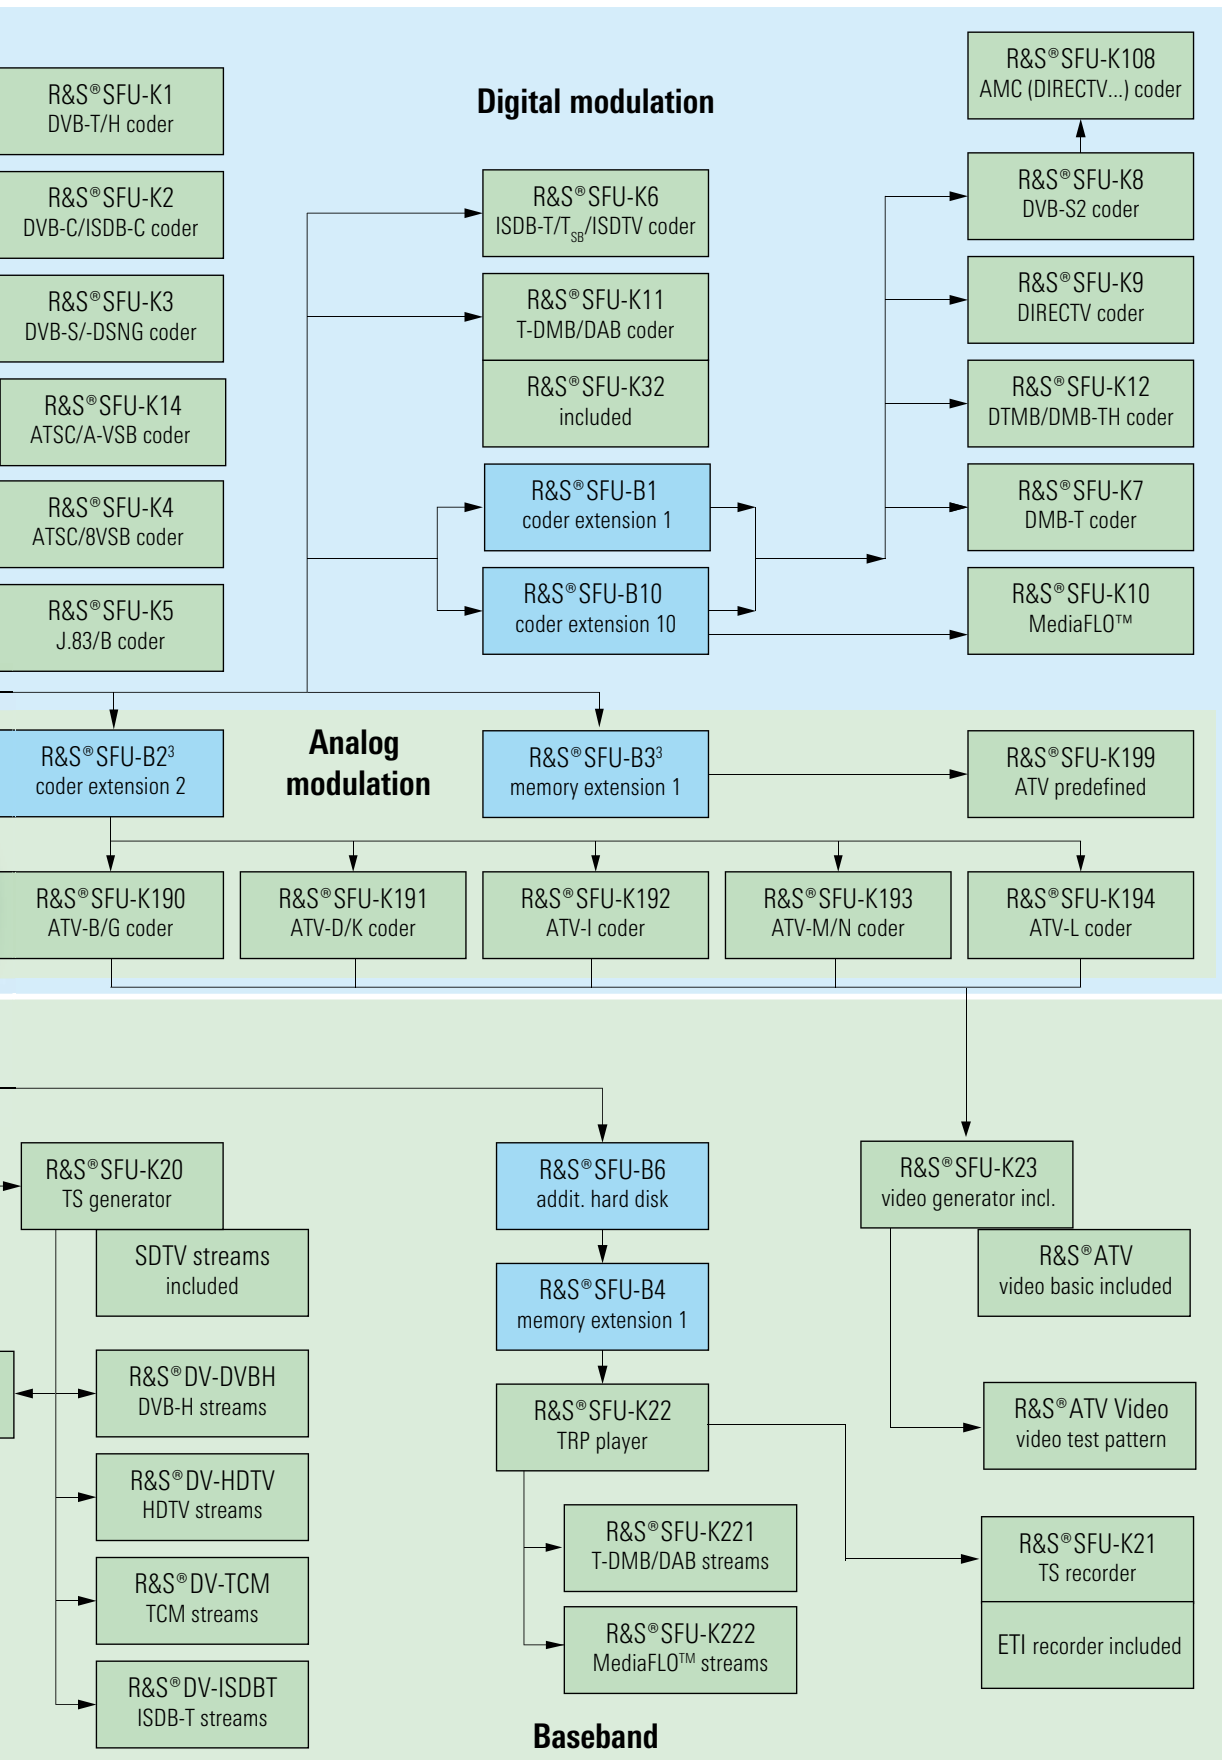 R&S®SFU-K1
DVB-T/H coder
R&S®SFU-K2
DVB-C/ISDB-C coder
R&S®SFU-K3
DVB-S/-DSNG coder
R&S®SFU-K14
ATSC/A-VSB coder
R&S®SFU-K4
ATSC/8VSB coder
R&S®SFU-K5
J.83/B coder
Digital modulation
R&S®SFU-K6
ISDB-T/T_SB/ISDTV coder
R&S®SFU-K11
T-DMB/DAB coder
R&S®SFU-K32
included
R&S®SFU-B1
coder extension 1
R&S®SFU-B10
coder extension 10
R&S®SFU-K108
AMC (DIRECTV...) coder
R&S®SFU-K8
DVB-S2 coder
R&S®SFU-K9
DIRECTV coder
R&S®SFU-K12
DTMB/DMB-TH coder
R&S®SFU-K7
DMB-T coder
R&S®SFU-K10
MediaFLO™
R&S®SFU-B2³
coder extension 2
Analog
modulation
R&S®SFU-B3³
memory extension 1
R&S®SFU-K199
ATV predefined
R&S®SFU-K190
ATV-B/G coder
R&S®SFU-K191
ATV-D/K coder
R&S®SFU-K192
ATV-I coder
R&S®SFU-K193
ATV-M/N coder
R&S®SFU-K194
ATV-L coder
R&S®SFU-K20
TS generator
SDTV streams
included
R&S®DV-DVBH
DVB-H streams
R&S®DV-HDTV
HDTV streams
R&S®DV-TCM
TCM streams
R&S®DV-ISDBT
ISDB-T streams
R&S®SFU-B6
addit. hard disk
R&S®SFU-B4
memory extension 1
R&S®SFU-K22
TRP player
R&S®SFU-K221
T-DMB/DAB streams
R&S®SFU-K222
MediaFLO™ streams
R&S®SFU-K23
video generator incl.
R&S®ATV
video basic included
R&S®ATV Video
video test pattern
R&S®SFU-K21
TS recorder
ETI recorder included
Baseband